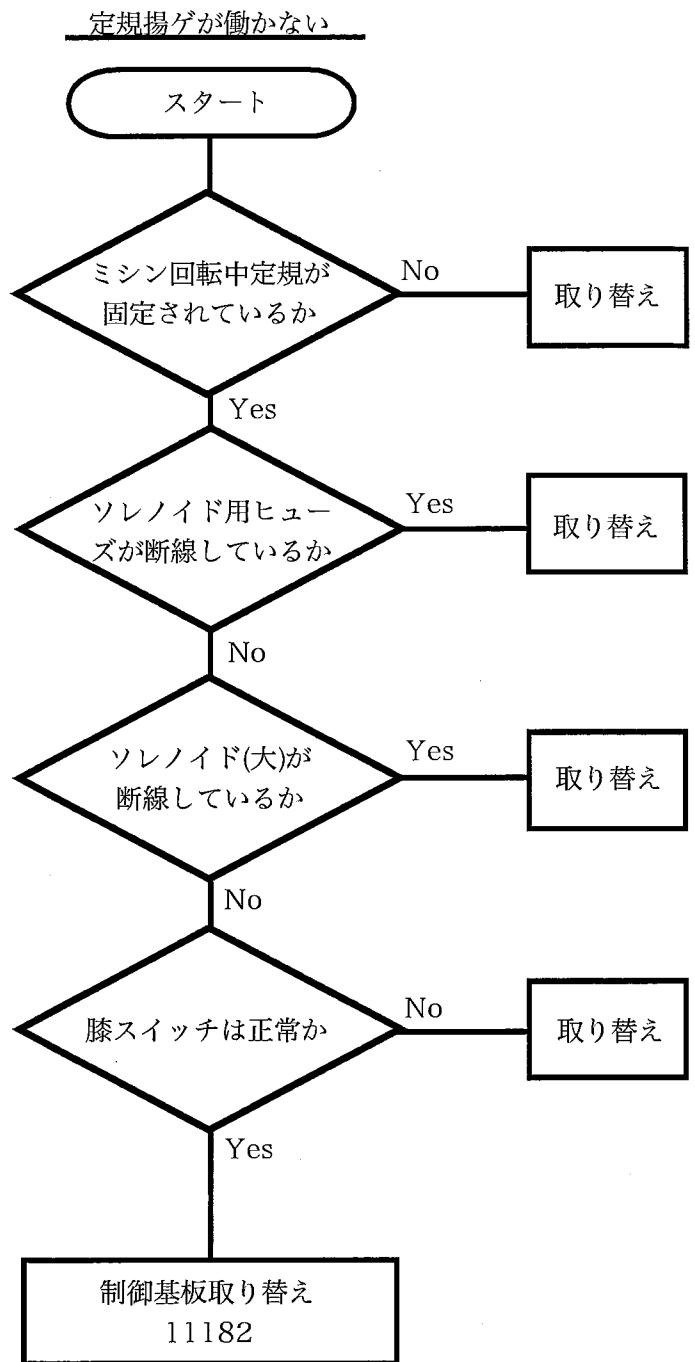 定規揚ゲが働かない
スタート
ミシン回転中定規が
固定されているか
No
取り替え
Yes
ソレノイド用ヒュー
ズが断線しているか
Yes
取り替え
No
ソレノイド(大)が
断線しているか
Yes
取り替え
No
膝スイッチは正常か
No
取り替え
Yes
制御基板取り替え
11182